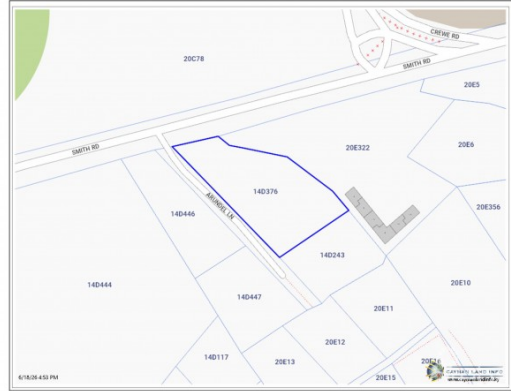 CREWE RD
20C78
SMITH RD
20E5
SMITH RD
20E322
20E6
14D376
ARUNDEL LN
14D446
20E356
14D243
14D444
20E10
14D447
20E11
20E12
14D117
20E13
20E15
CAYMAN LAND INFO
6/18/26 4:53 PM